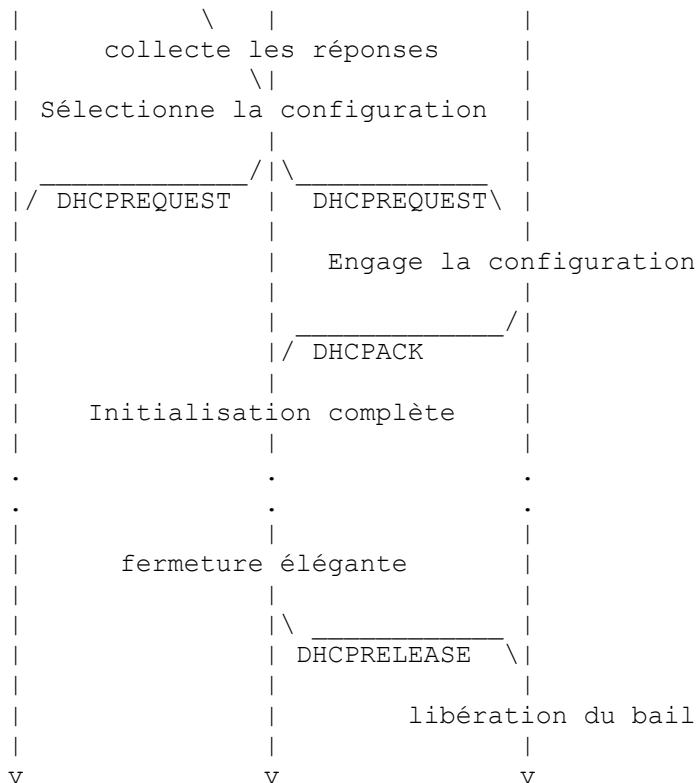 collecte les réponses
Sélectionne la configuration
DHCPREQUEST DHCPREQUEST
Engage la configuration
DHCPACK
Initialisation complète
fermeture élégante
DHCPRELEASE
libération du bail
v v v